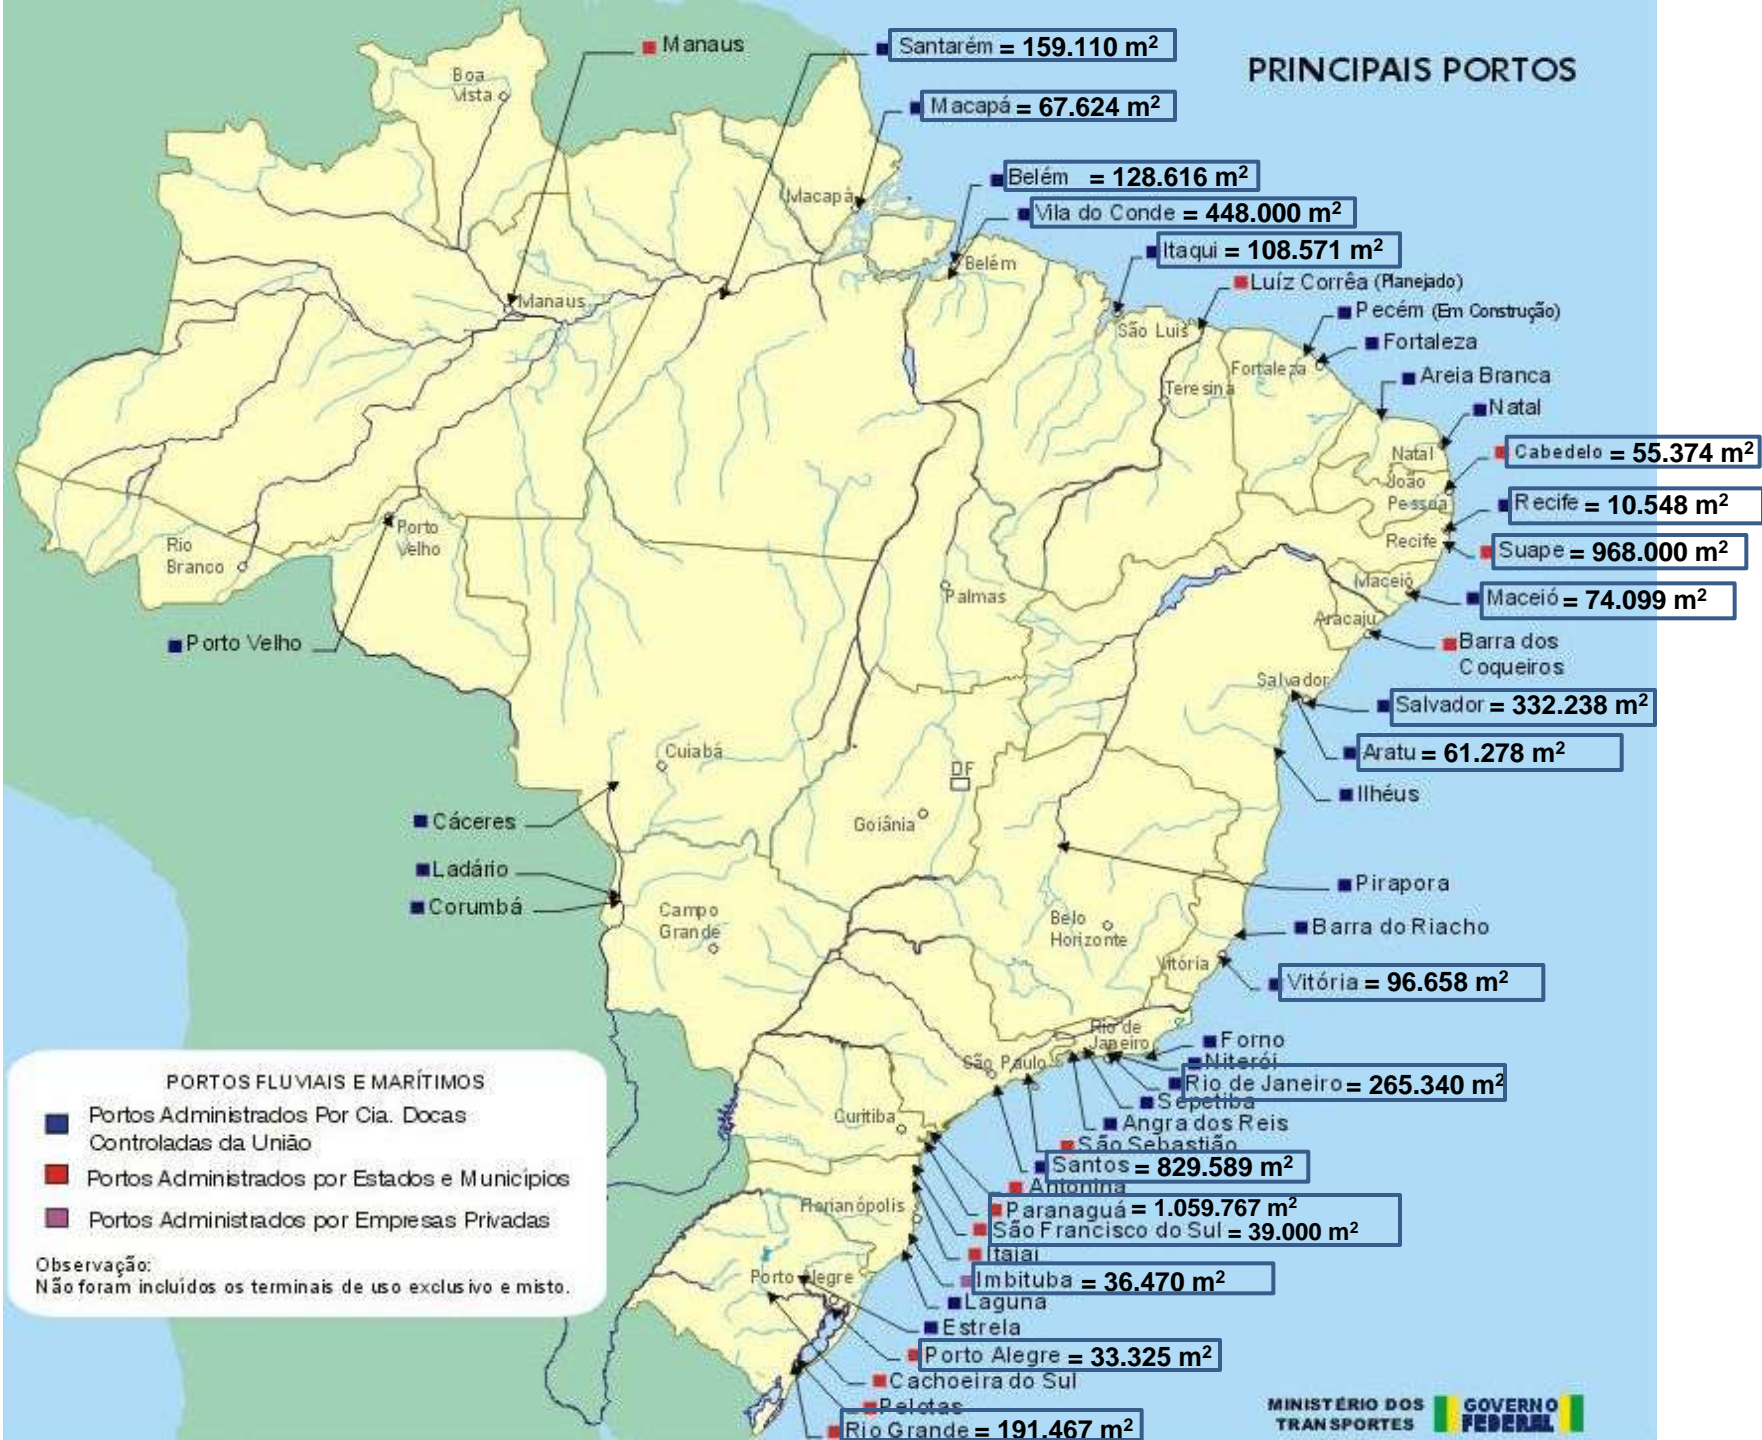 PRINCIPAIS PORTOS
Manaus
Santarém = 159.110 m²
Macapá = 67.624 m²
Belém = 128.616 m²
Vila do Conde = 448.000 m²
Itaqui = 108.571 m²
Luíz Corrêa (Planejado)
Pecém (Em Construção)
Fortaleza
Areia Branca
Natal
Cabedelo = 55.374 m²
Recife = 10.548 m²
Suape = 968.000 m²
Maceió = 74.099 m²
Barra dos
Coqueiros
Salvador = 332.238 m²
Aratu = 61.278 m²
Ilhéus
Pirapora
Barra do Riacho
Vitória = 96.658 m²
Forno
Niterói
Rio de Janeiro = 265.340 m²
Sepetiba
Angra dos Reis
São Sebastião
Santos = 829.589 m²
Antonina
Paranaguá = 1.059.767 m²
São Francisco do Sul = 39.000 m²
Itajaí
Imbituba = 36.470 m²
Laguna
Estrela
Porto Alegre = 33.325 m²
Cachoeira do Sul
Pelotas
Rio Grande = 191.467 m²
Porto Velho
Cáceres
Ladário
Corumbá
Boa
Vista
Macapá
Belém
Manaus
São Luis
Teresina
Fortaleza
Natal
João
Pessoa
Recife
Maceió
Aracaju
Salvador
Palmas
Porto
Velho
Rio
Branco
Cuiabá
DF
Goiânia
Campo
Grande
Belo
Horizonte
Vitória
Rio de
Janeiro
São Paulo
Curitiba
Florianópolis
Porto Alegre
PORTOS FLUVIAIS E MARÍTIMOS
Portos Administrados Por Cia. Docas
Controladas da União
Portos Administrados por Estados e Municípios
Portos Administrados por Empresas Privadas
Observação:
Não foram incluídos os terminais de uso exclusivo e misto.
MINISTÉRIO DOS
TRANSPORTES
GOVERNO
FEDERAL